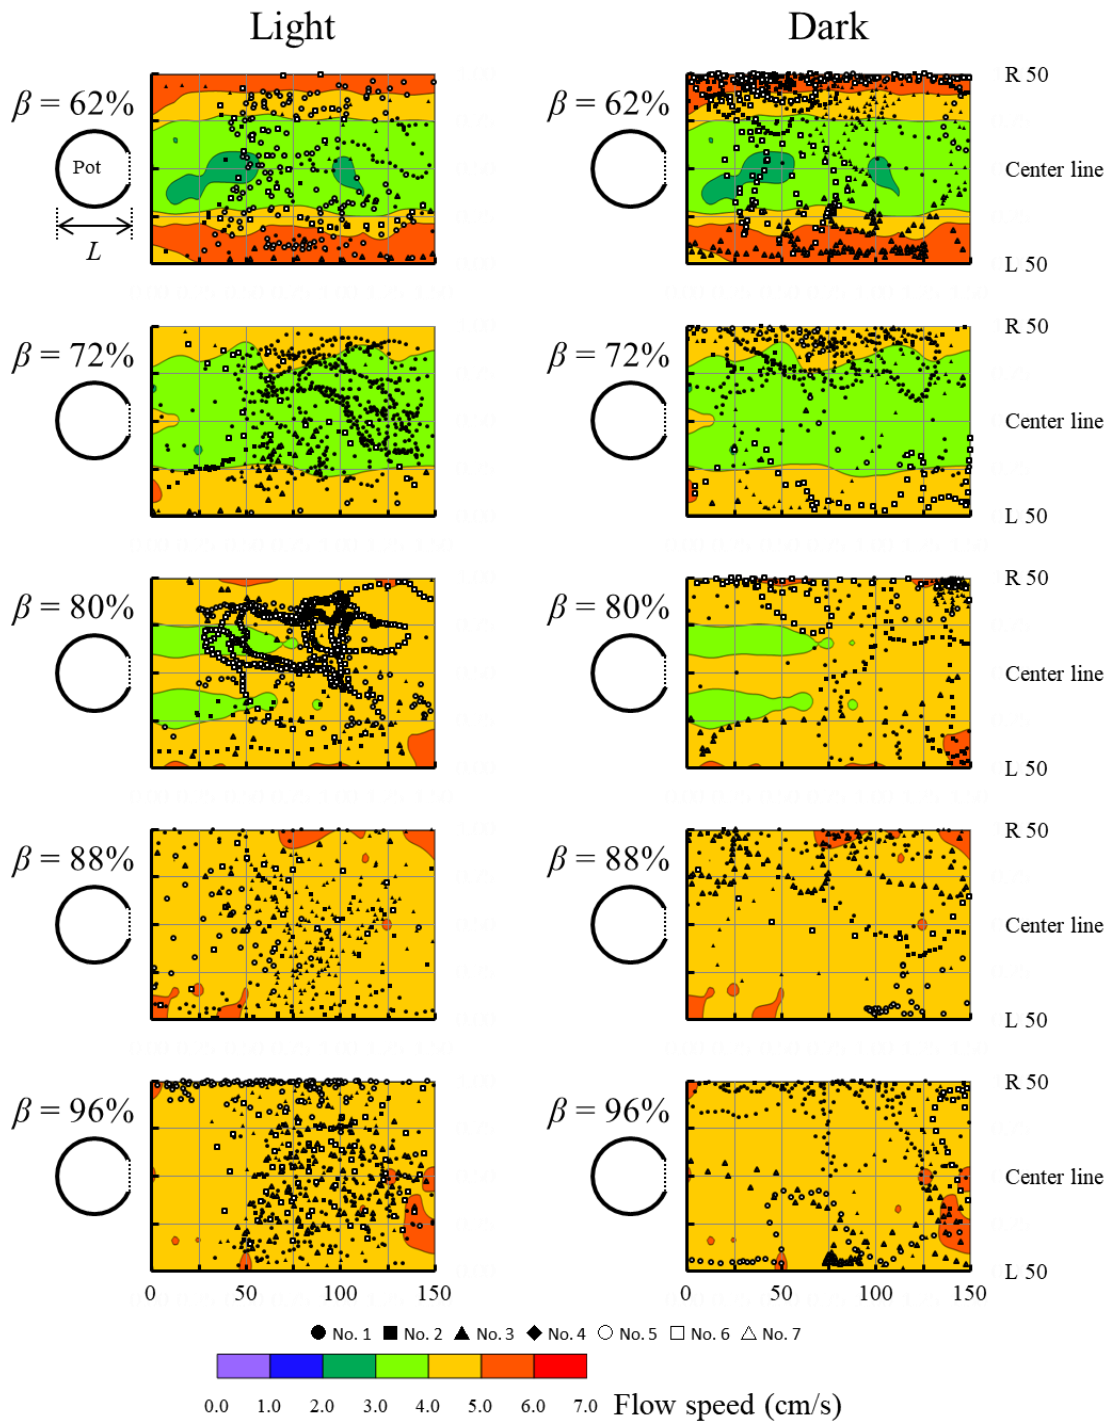 Light Dark
β = 62% β = 62% R 50
Pot Center line
L L 50
β = 72% β = 72% R 50
Center line
L 50
β = 80% β = 80% R 50
Center line
L 50
β = 88% β = 88% R 50
Center line
L 50
β = 96% β = 96% R 50
Center line
L 50
0 50 100 150 0 50 100 150
No. 1 No. 2 No. 3 No. 4 No. 5 No. 6 No. 7
0.0 1.0 2.0 3.0 4.0 5.0 6.0 7.0 Flow speed (cm/s)